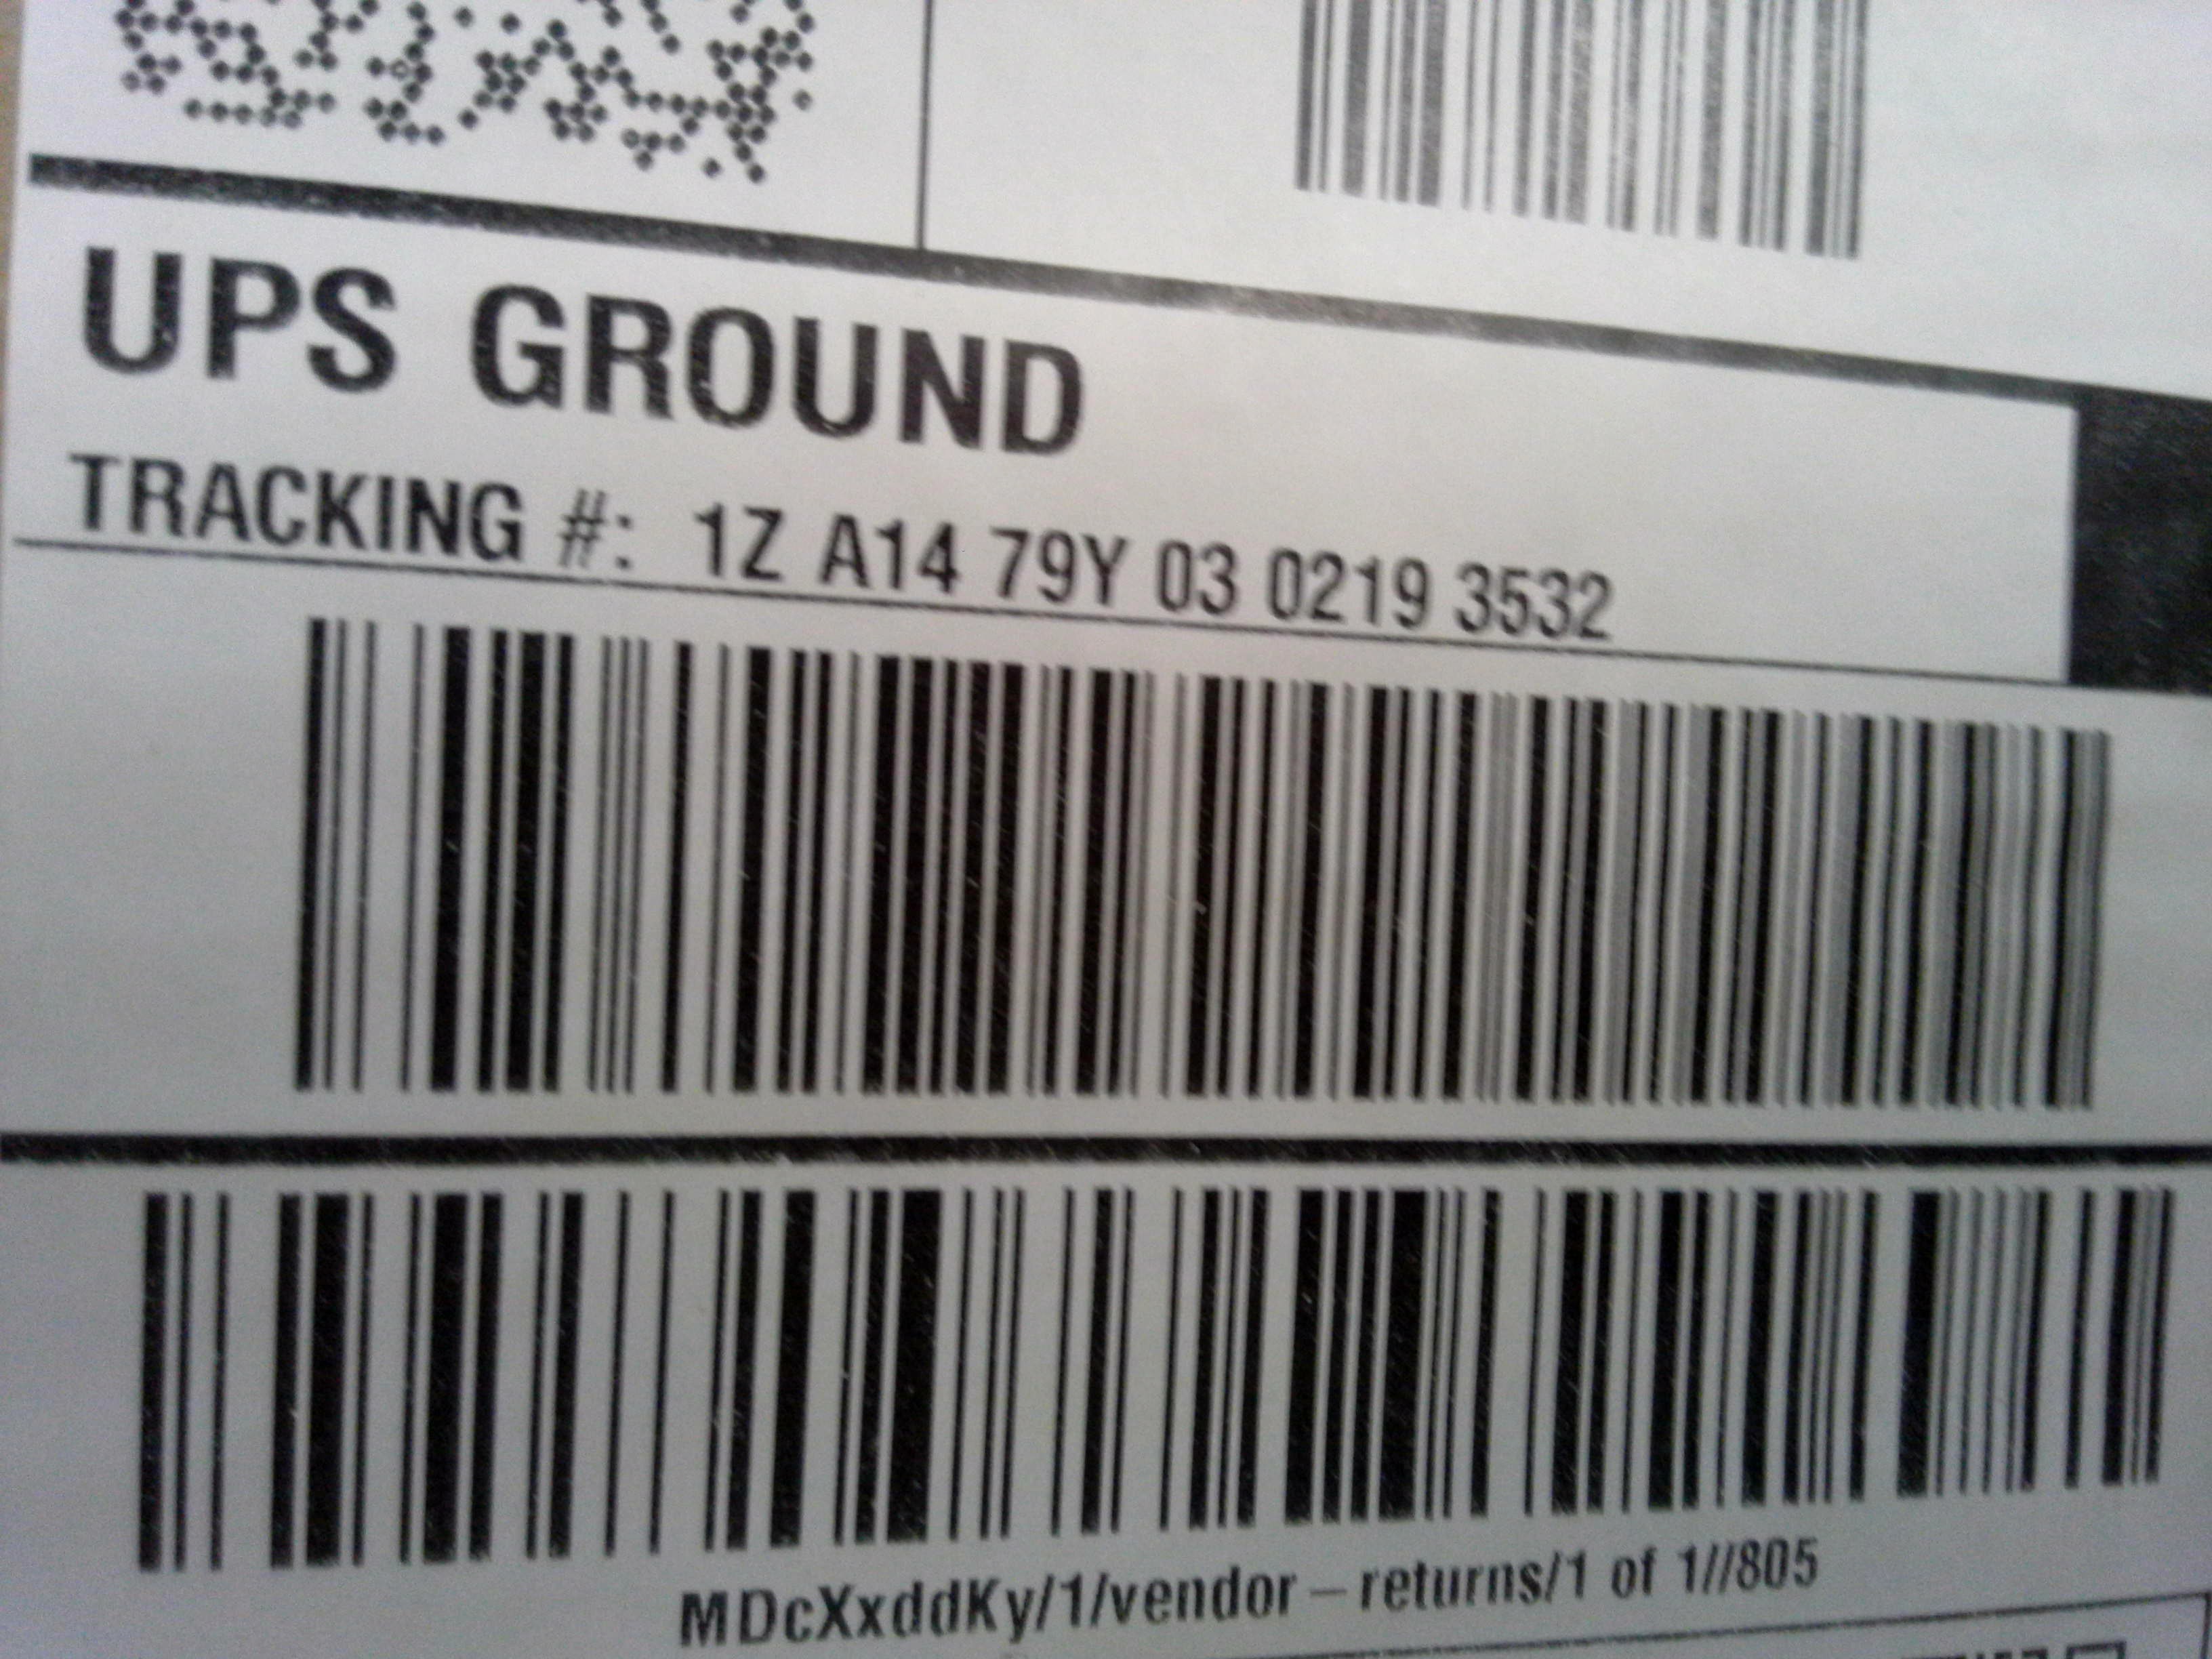 UPS GROUND
TRACKING #: 1Z A14 79Y 03 0219 3532
MDcXxddKy/1/vendor – returns/1 of 1//805